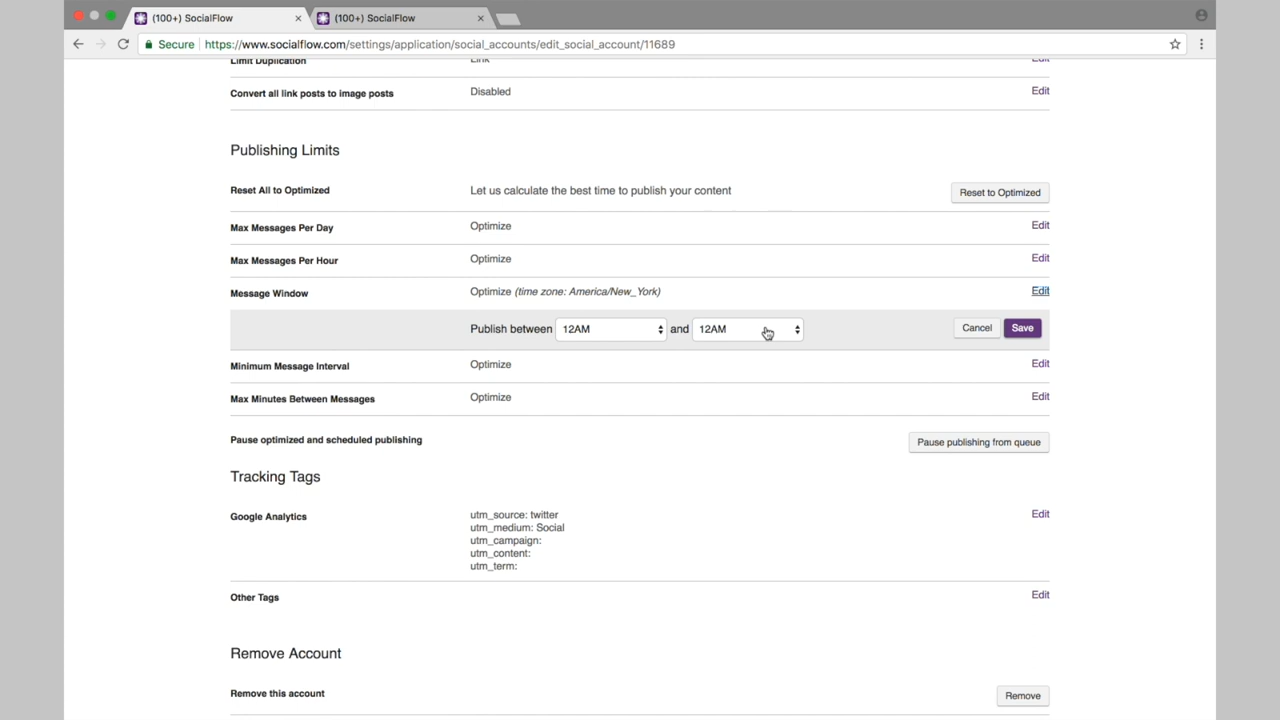 (100+) SocialFlow
(100+) SocialFlow
Secure https://www.socialflow.com/settings/application/social_accounts/edit_social_account/11689
Limit Duplication Link Edit
Convert all link posts to image posts Disabled Edit
Publishing Limits
Reset All to Optimized Let us calculate the best time to publish your content Reset to Optimized
Max Messages Per Day Optimize Edit
Max Messages Per Hour Optimize Edit
Message Window Optimize (time zone: America/New_York) Edit
Publish between 12AM and 12AM Cancel Save
Minimum Message Interval Optimize Edit
Max Minutes Between Messages Optimize Edit
Pause optimized and scheduled publishing Pause publishing from queue
Tracking Tags
Google Analytics utm_source: twitter Edit
utm_medium: Social
utm_campaign:
utm_content:
utm_term:
Other Tags Edit
Remove Account
Remove this account Remove